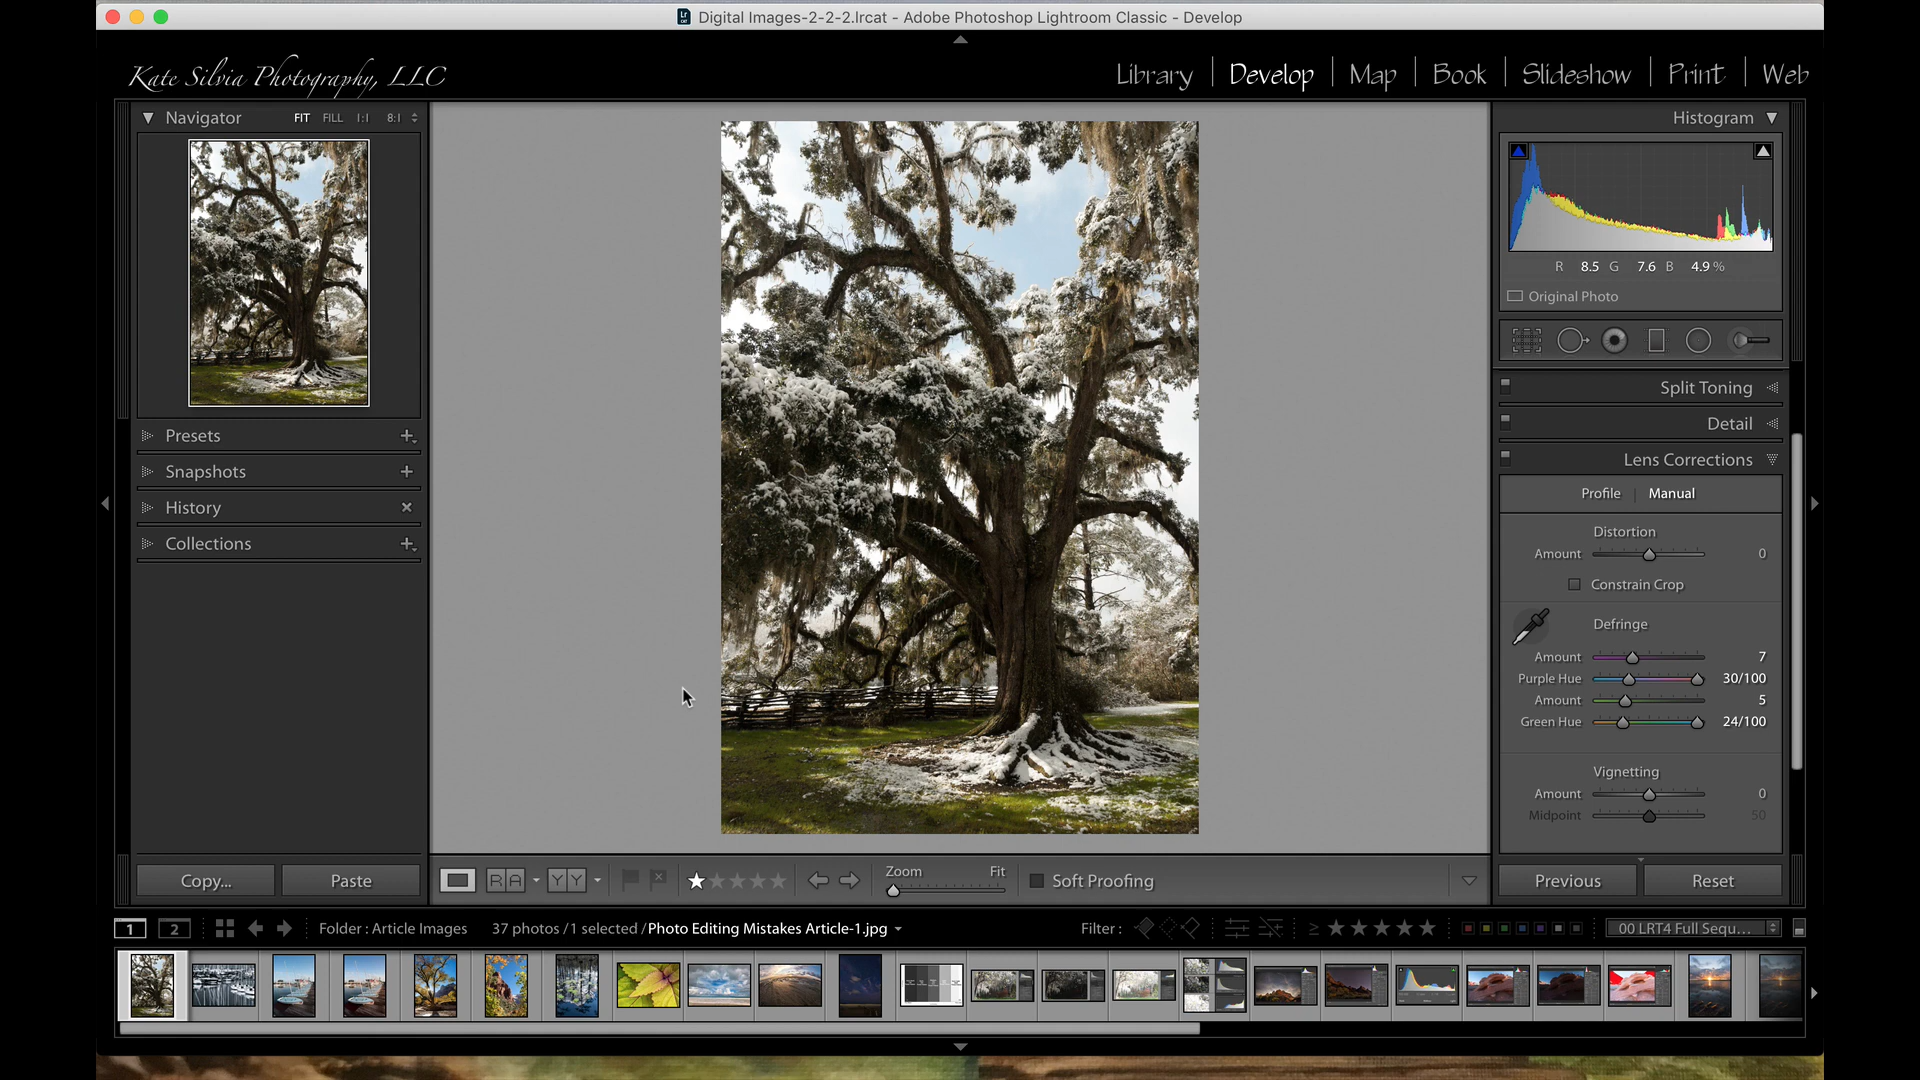 Digital Images-2-2-2.lrcat - Adobe Photoshop Lightroom Classic - Develop
Kate Silvia Photography, LLC
Library Develop Map Book Slideshow Print Web
Navigator FIT FILL 1:1 8:1
Histogram
R 8.5 G 7.6 B 4.9 %
Original Photo
Split Toning
Detail
Lens Corrections
Profile Manual
Distortion
Amount 0
Constrain Crop
Defringe
Amount 7
Purple Hue 30/100
Amount 5
Green Hue 24/100
Vignetting
Amount 0
Midpoint 50
Presets
Snapshots
History
Collections
Copy... Paste
R A Y Y
Zoom Fit
Soft Proofing
Previous Reset
1 2 Folder : Article Images 37 photos / 1 selected / Photo Editing Mistakes Article-1.jpg
Filter : ≥ 00 LRT4 Full Sequ...